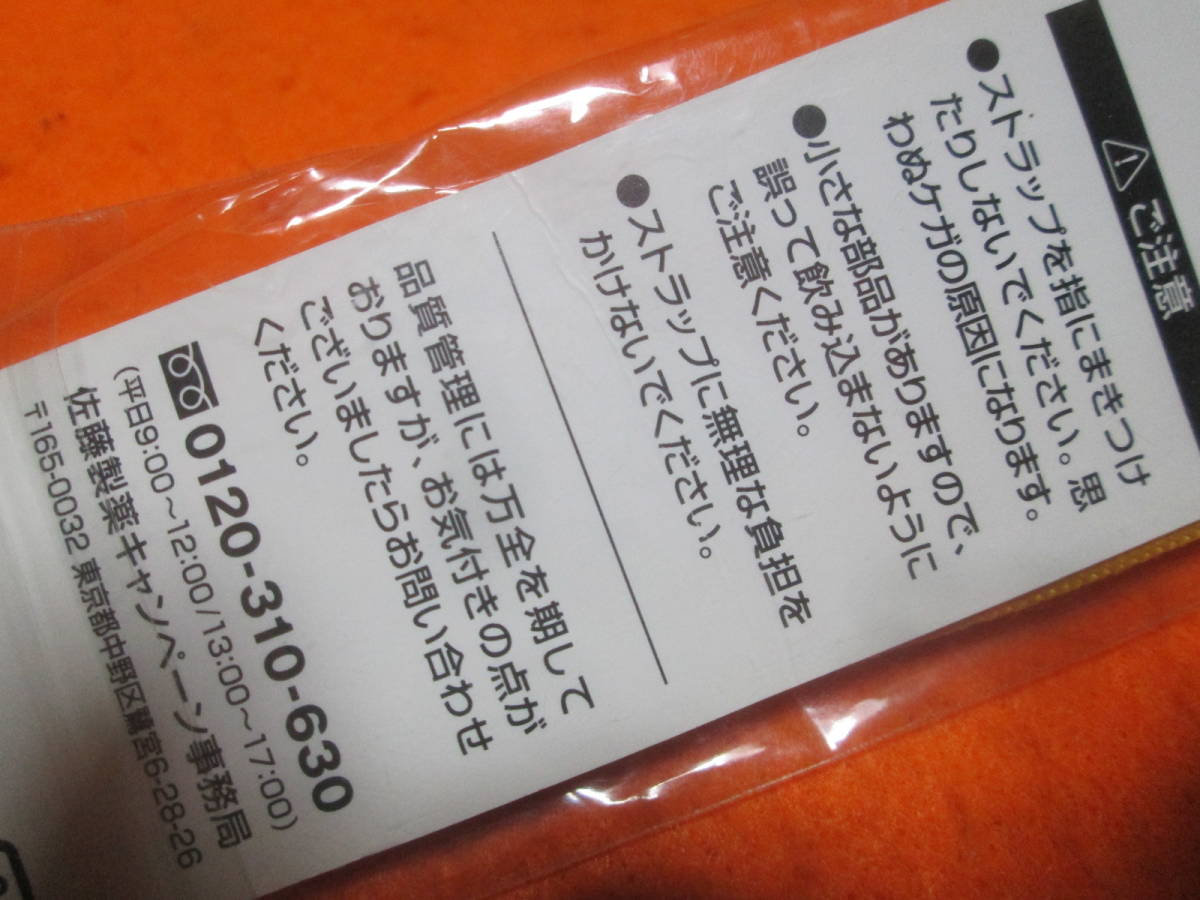 ご注意
●ストラップを指にまきつけ
たりしないでください。思
わぬケガの原因になります。
●小さな部品がありますので、
誤って飲み込まないように
ご注意ください。
●ストラップに無理な負担を
かけないでください。
品質管理には万全を期して
おりますが、お気付きの点が
ございましたらお問い合わせ
ください。
0120-310-630
(平日9:00～12:00/13:00～17:00)
佐藤製薬キャンペーン事務局
〒165-0032 東京都中野区鷺宮6-28-26